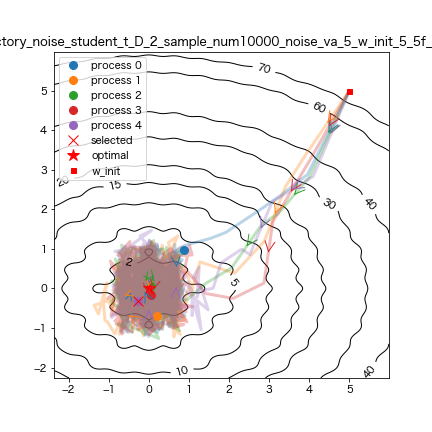 ctory_noise_student_t_D_2_sample_num10000_noise_va_5_w_init_5_5f_
process 0
process 1
process 2
process 3
process 4
selected
optimal
w_init
70
60
15
40
30
2
5
10
40
5
4
3
2
1
0
−1
−2
−2 −1 0 1 2 3 4 5